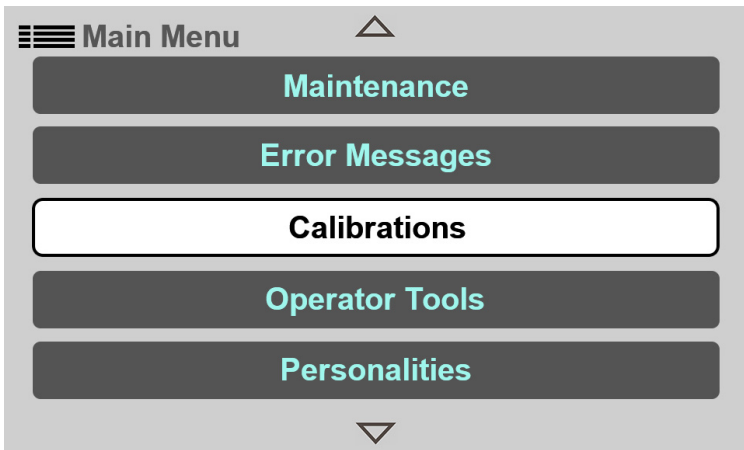 Main Menu
Maintenance
Error Messages
Calibrations
Operator Tools
Personalities